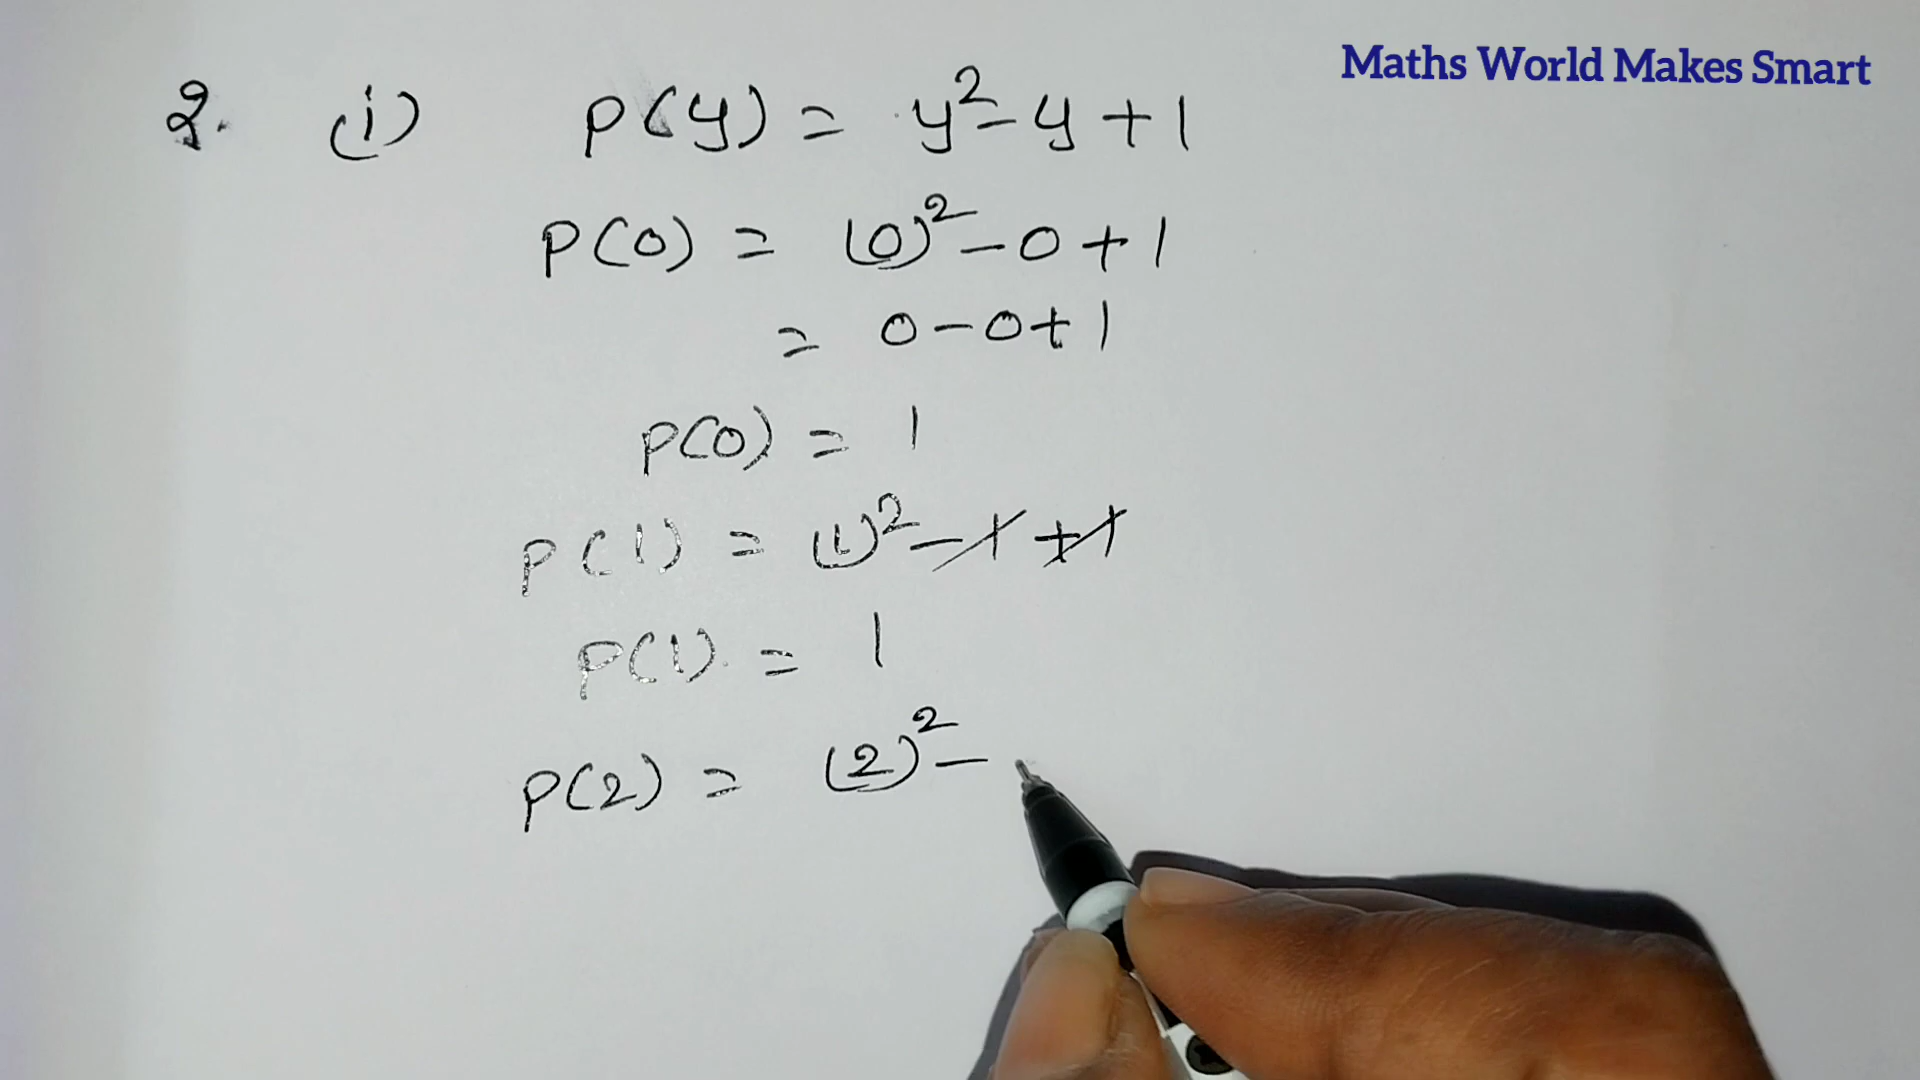 Maths World Makes Smart
2. (i) p(y) = y² - y + 1
p(0) = (0)² - 0 + 1
= 0 - 0 + 1
p(0) = 1
p(1) = (1)² - 1 + 1
p(1) = 1
p(2) = (2)² -